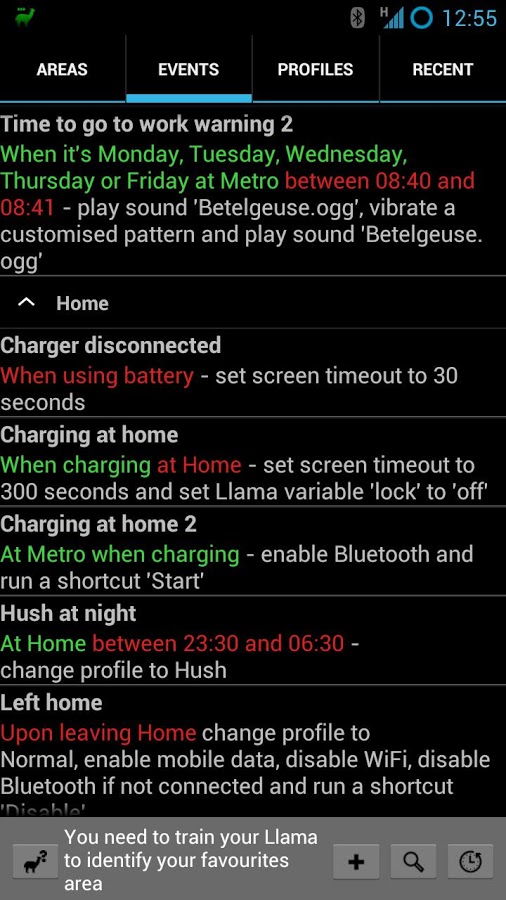 H 12:55
AREAS EVENTS PROFILES RECENT
Time to go to work warning 2
When it's Monday, Tuesday, Wednesday,
Thursday or Friday at Metro between 08:40 and
08:41 - play sound 'Betelgeuse.ogg', vibrate a
customised pattern and play sound 'Betelgeuse.
ogg'
Home
Charger disconnected
When using battery - set screen timeout to 30
seconds
Charging at home
When charging at Home - set screen timeout to
300 seconds and set Llama variable 'lock' to 'off'
Charging at home 2
At Metro when charging - enable Bluetooth and
run a shortcut 'Start'
Hush at night
At Home between 23:30 and 06:30 -
change profile to Hush
Left home
Upon leaving Home change profile to
Normal, enable mobile data, disable WiFi, disable
Bluetooth if not connected and run a shortcut
'Disable'
You need to train your Llama
to identify your favourites
area